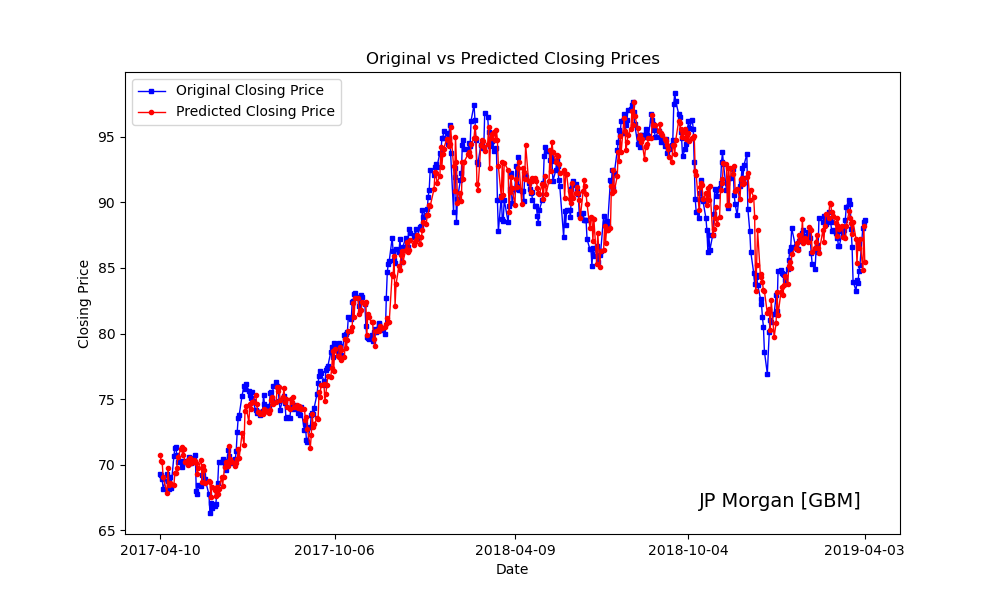 Original vs Predicted Closing Prices
Original Closing Price
Predicted Closing Price
95
90
85
80
75
70
65
Closing Price
JP Morgan [GBM]
2017-04-10
2017-10-06
2018-04-09
2018-10-04
2019-04-03
Date